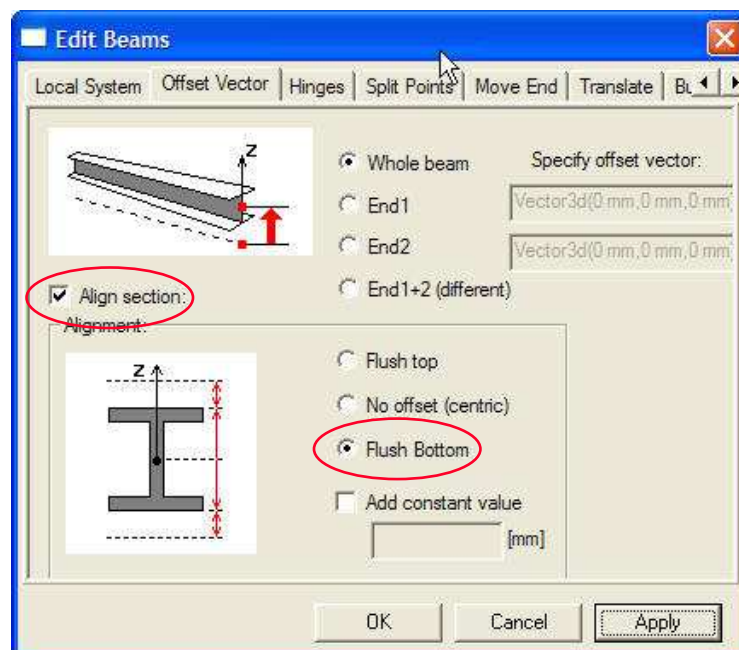 Edit Beams
Local System Offset Vector Hinges Split Points Move End Translate
z
Whole beam Specify offset vector:
End1 Vector3d(0 mm,0 mm,0 mm
End2 Vector3d(0 mm,0 mm,0 mm
End1+2 (different)
Align section:
Alignment:
z
Flush top
No offset (centric)
Flush Bottom
Add constant value
[mm]
OK Cancel Apply